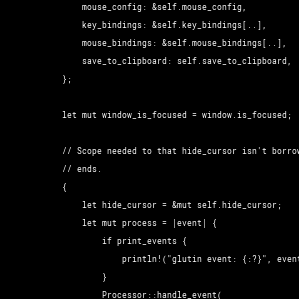 mouse_config: &self.mouse_config,
key_bindings: &self.key_bindings[..],
mouse_bindings: &self.mouse_bindings[..],
save_to_clipboard: self.save_to_clipboard,
};
let mut window_is_focused = window.is_focused;
// Scope needed to that hide_cursor isn't borrow
// ends.
{
let hide_cursor = &mut self.hide_cursor;
let mut process = |event| {
if print_events {
println!("glutin event: {:?}", event
}
Processor::handle_event(